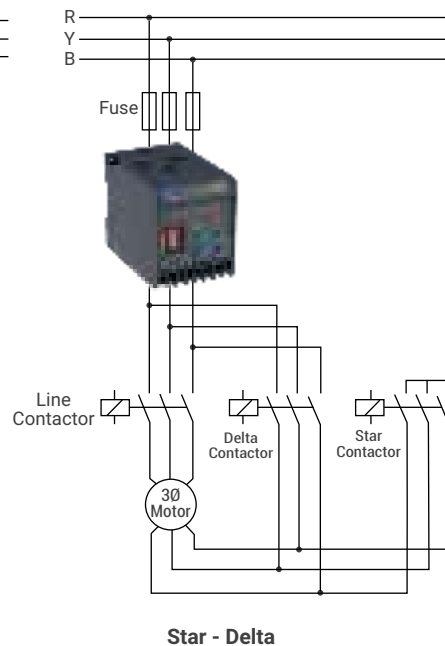 R
Y
B
Fuse
Line
Contactor
Delta
Contactor
Star
Contactor
3Ø
Motor
Star - Delta